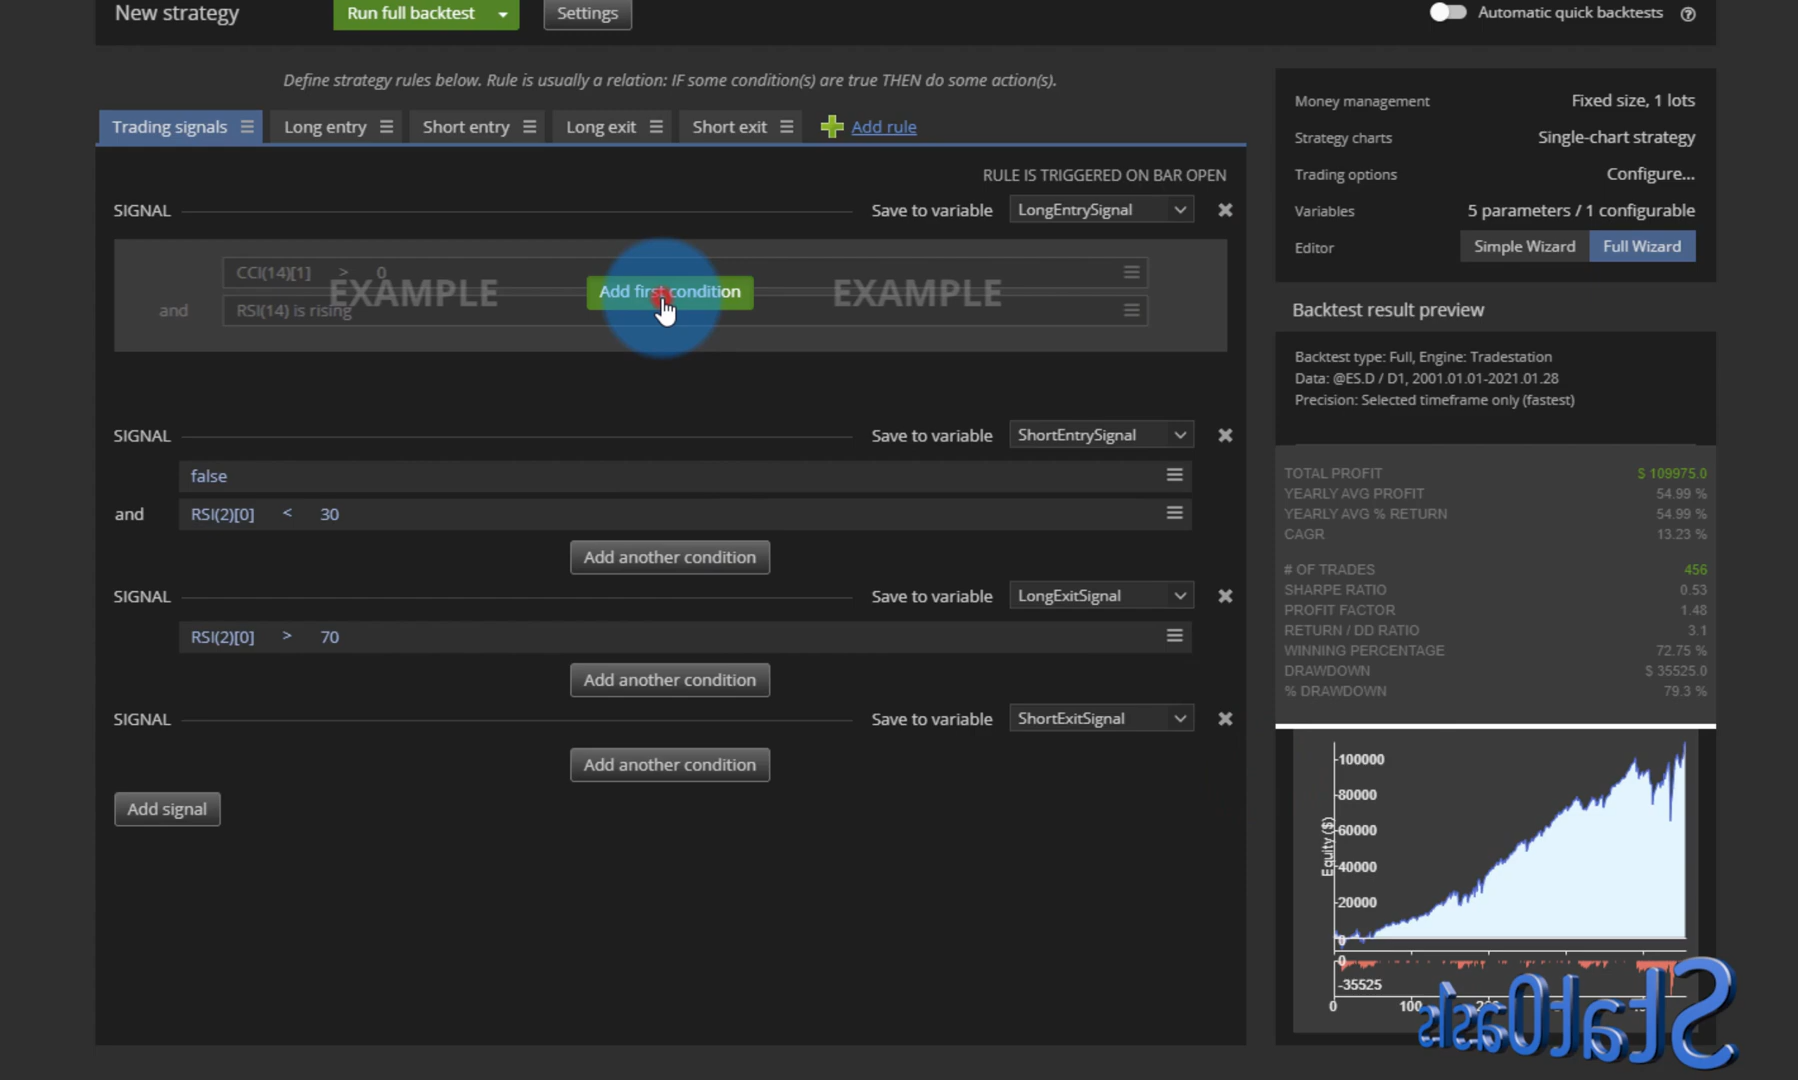 New strategy
Run full backtest
Settings
Automatic quick backtests
Define strategy rules below. Rule is usually a relation: IF some condition(s) are true THEN do some action(s).
Trading signals
Long entry
Short entry
Long exit
Short exit
Add rule
RULE IS TRIGGERED ON BAR OPEN
SIGNAL
Save to variable
LongEntrySignal
CCI(14)[1] > 0
EXAMPLE
Add first condition
EXAMPLE
and
RSI(14) is rising
SIGNAL
Save to variable
ShortEntrySignal
false
and
RSI(2)[0] < 30
Add another condition
SIGNAL
Save to variable
LongExitSignal
RSI(2)[0] > 70
Add another condition
SIGNAL
Save to variable
ShortExitSignal
Add another condition
Add signal
Money management
Fixed size, 1 lots
Strategy charts
Single-chart strategy
Trading options
Configure...
Variables
5 parameters / 1 configurable
Editor
Simple Wizard
Full Wizard
Backtest result preview
Backtest type: Full, Engine: Tradestation
Data: @ES.D / D1, 2001.01.01-2021.01.28
Precision: Selected timeframe only (fastest)
TOTAL PROFIT $ 109975.0
YEARLY AVG PROFIT 54.99 %
YEARLY AVG % RETURN 54.99 %
CAGR 13.23 %
# OF TRADES 456
SHARPE RATIO 0.53
PROFIT FACTOR 1.48
RETURN / DD RATIO 3.1
WINNING PERCENTAGE 72.75 %
DRAWDOWN $ 35525.0
% DRAWDOWN 79.3 %
100000
80000
60000
40000
20000
0
Equity ($)
0
-35525
0
StatOasis